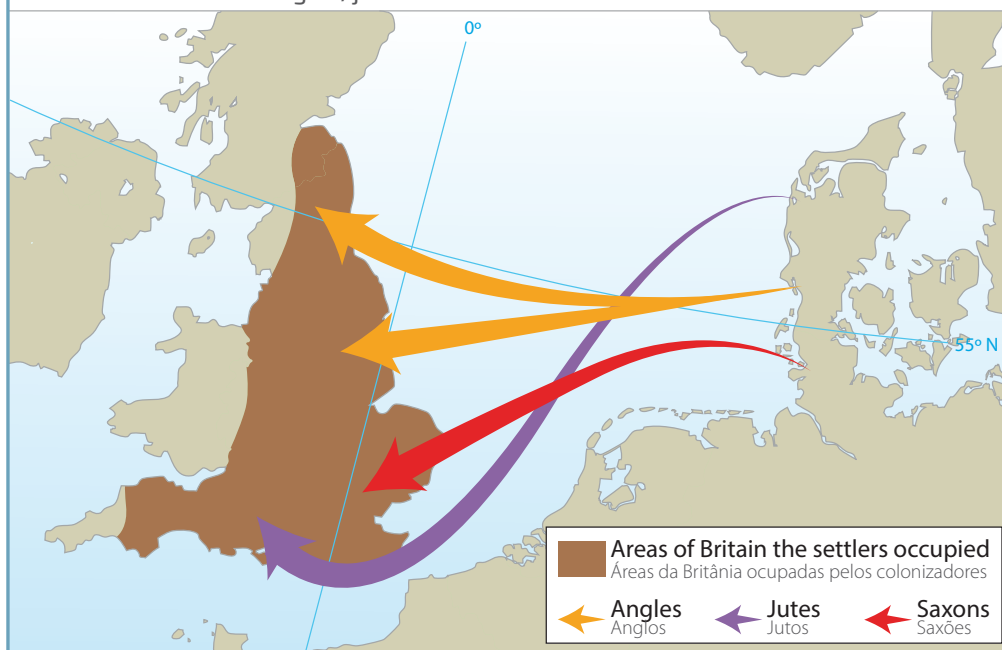 0º
55º N
Areas of Britain the settlers occupied
Áreas da Britânia ocupadas pelos colonizadores
Angles
Anglos
Jutes
Jutos
Saxons
Saxões